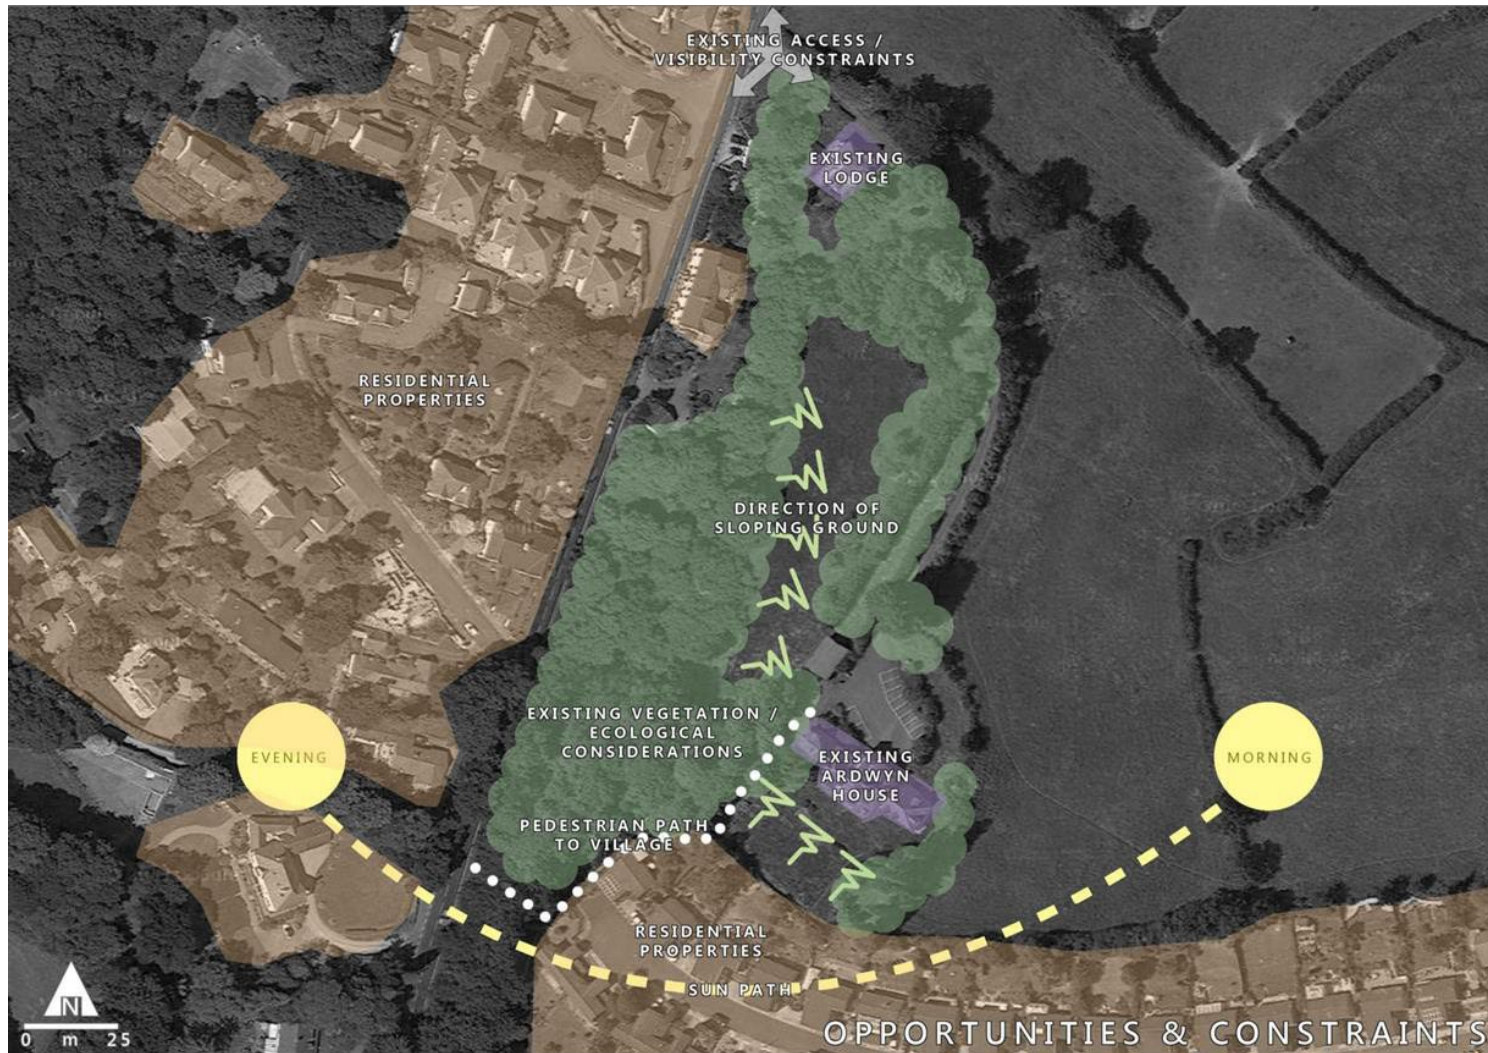 EXISTING ACCESS /
VISIBILITY CONSTRAINTS
EXISTING
LODGE
RESIDENTIAL
PROPERTIES
DIRECTION OF
SLOPING GROUND
EXISTING VEGETATION /
ECOLOGICAL
CONSIDERATIONS
EVENING
EXISTING
ARDWYN
HOUSE
MORNING
PEDESTRIAN PATH
TO VILLAGE
RESIDENTIAL
PROPERTIES
SUN PATH
N
0 m 25
OPPORTUNITIES & CONSTRAINTS